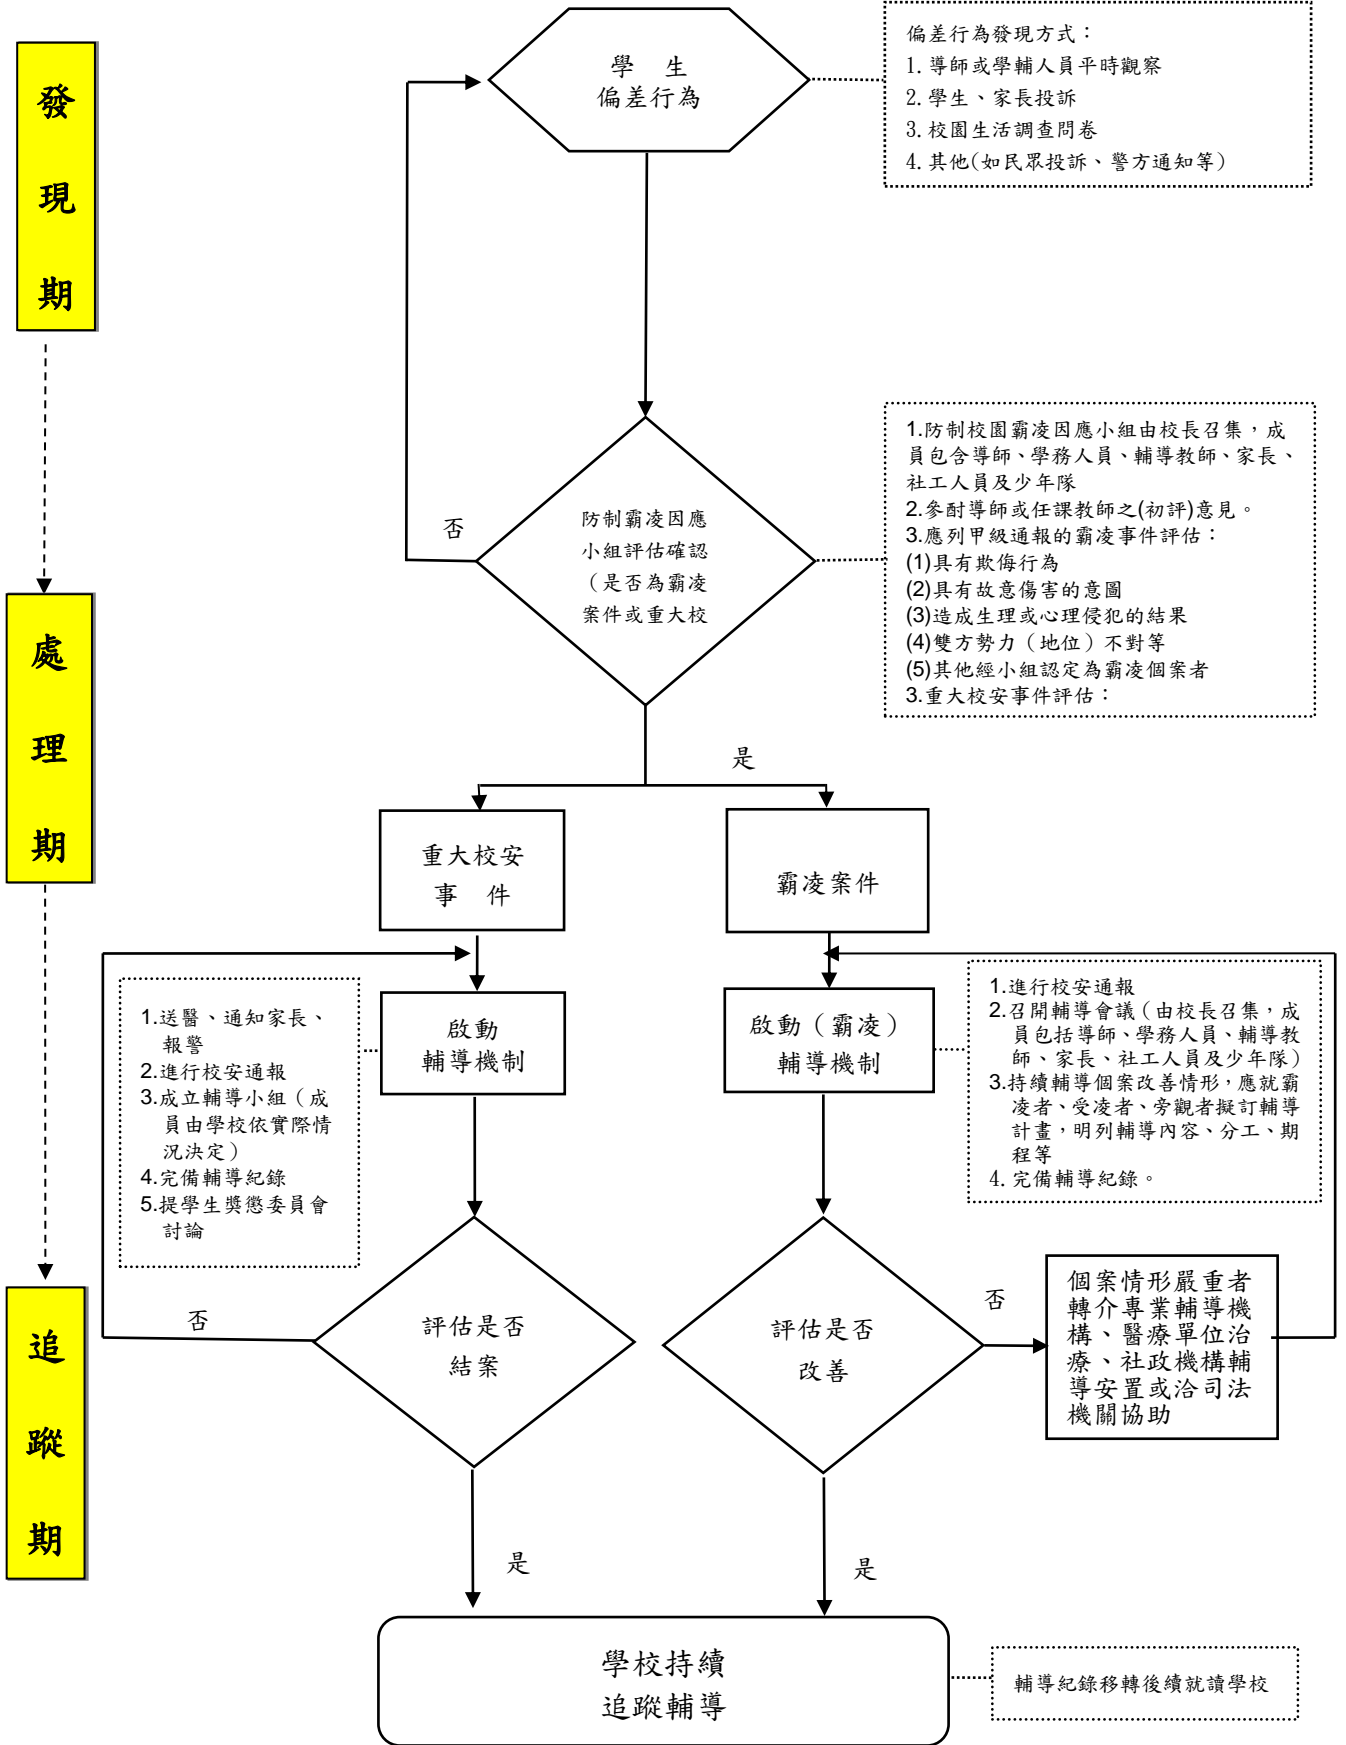 發
現
期
處
理
期
追
蹤
期
學 生
偏差行為
偏差行為發現方式：
1. 導師或學輔人員平時觀察
2. 學生、家長投訴
3. 校園生活調查問卷
4. 其他(如民眾投訴、警方通知等)
防制霸凌因應
小組評估確認
（是否為霸凌
案件或重大校
否
1.防制校園霸凌因應小組由校長召集，成
員包含導師、學務人員、輔導教師、家長、
社工人員及少年隊
2.參酎導師或任課教師之(初評)意見。
3.應列甲級通報的霸凌事件評估：
(1)具有欺侮行為
(2)具有故意傷害的意圖
(3)造成生理或心理侵犯的結果
(4)雙方勢力（地位）不對等
(5)其他經小組認定為霸凌個案者
3.重大校安事件評估：
是
重大校安
事 件
霸凌案件
1.送醫、通知家長、
報警
2.進行校安通報
3.成立輔導小組（成
員由學校依實際情
況決定）
4.完備輔導紀錄
5.提學生獎懲委員會
討論
啟動
輔導機制
啟動（霸凌）
輔導機制
1.進行校安通報
2.召開輔導會議（由校長召集，成
員包括導師、學務人員、輔導教
師、家長、社工人員及少年隊）
3.持續輔導個案改善情形，應就霸
凌者、受凌者、旁觀者擬訂輔導
計畫，明列輔導內容、分工、期
程等
4. 完備輔導紀錄。
否
評估是否
結案
評估是否
改善
否
個案情形嚴重者
轉介專業輔導機
構、醫療單位治
療、社政機構輔
導安置或洽司法
機關協助
是
是
學校持續
追蹤輔導
輔導紀錄移轉後續就讀學校